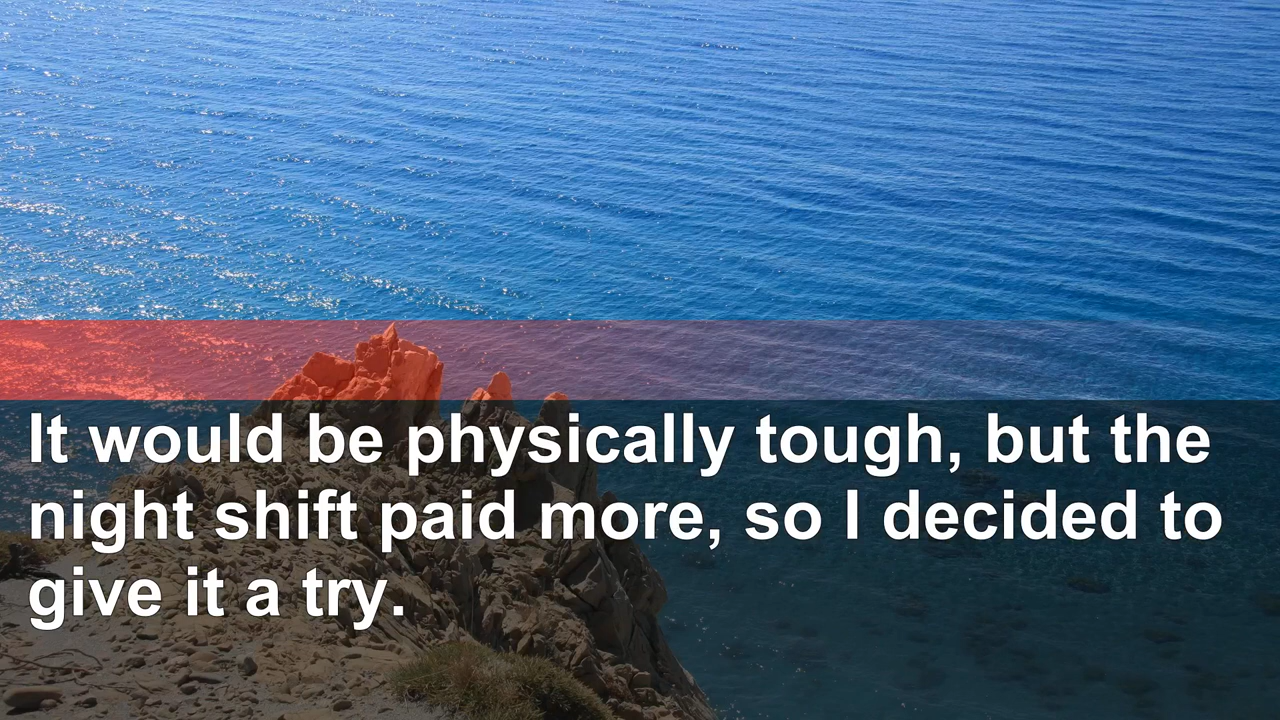 It would be physically tough, but the
night shift paid more, so I decided to
give it a try.